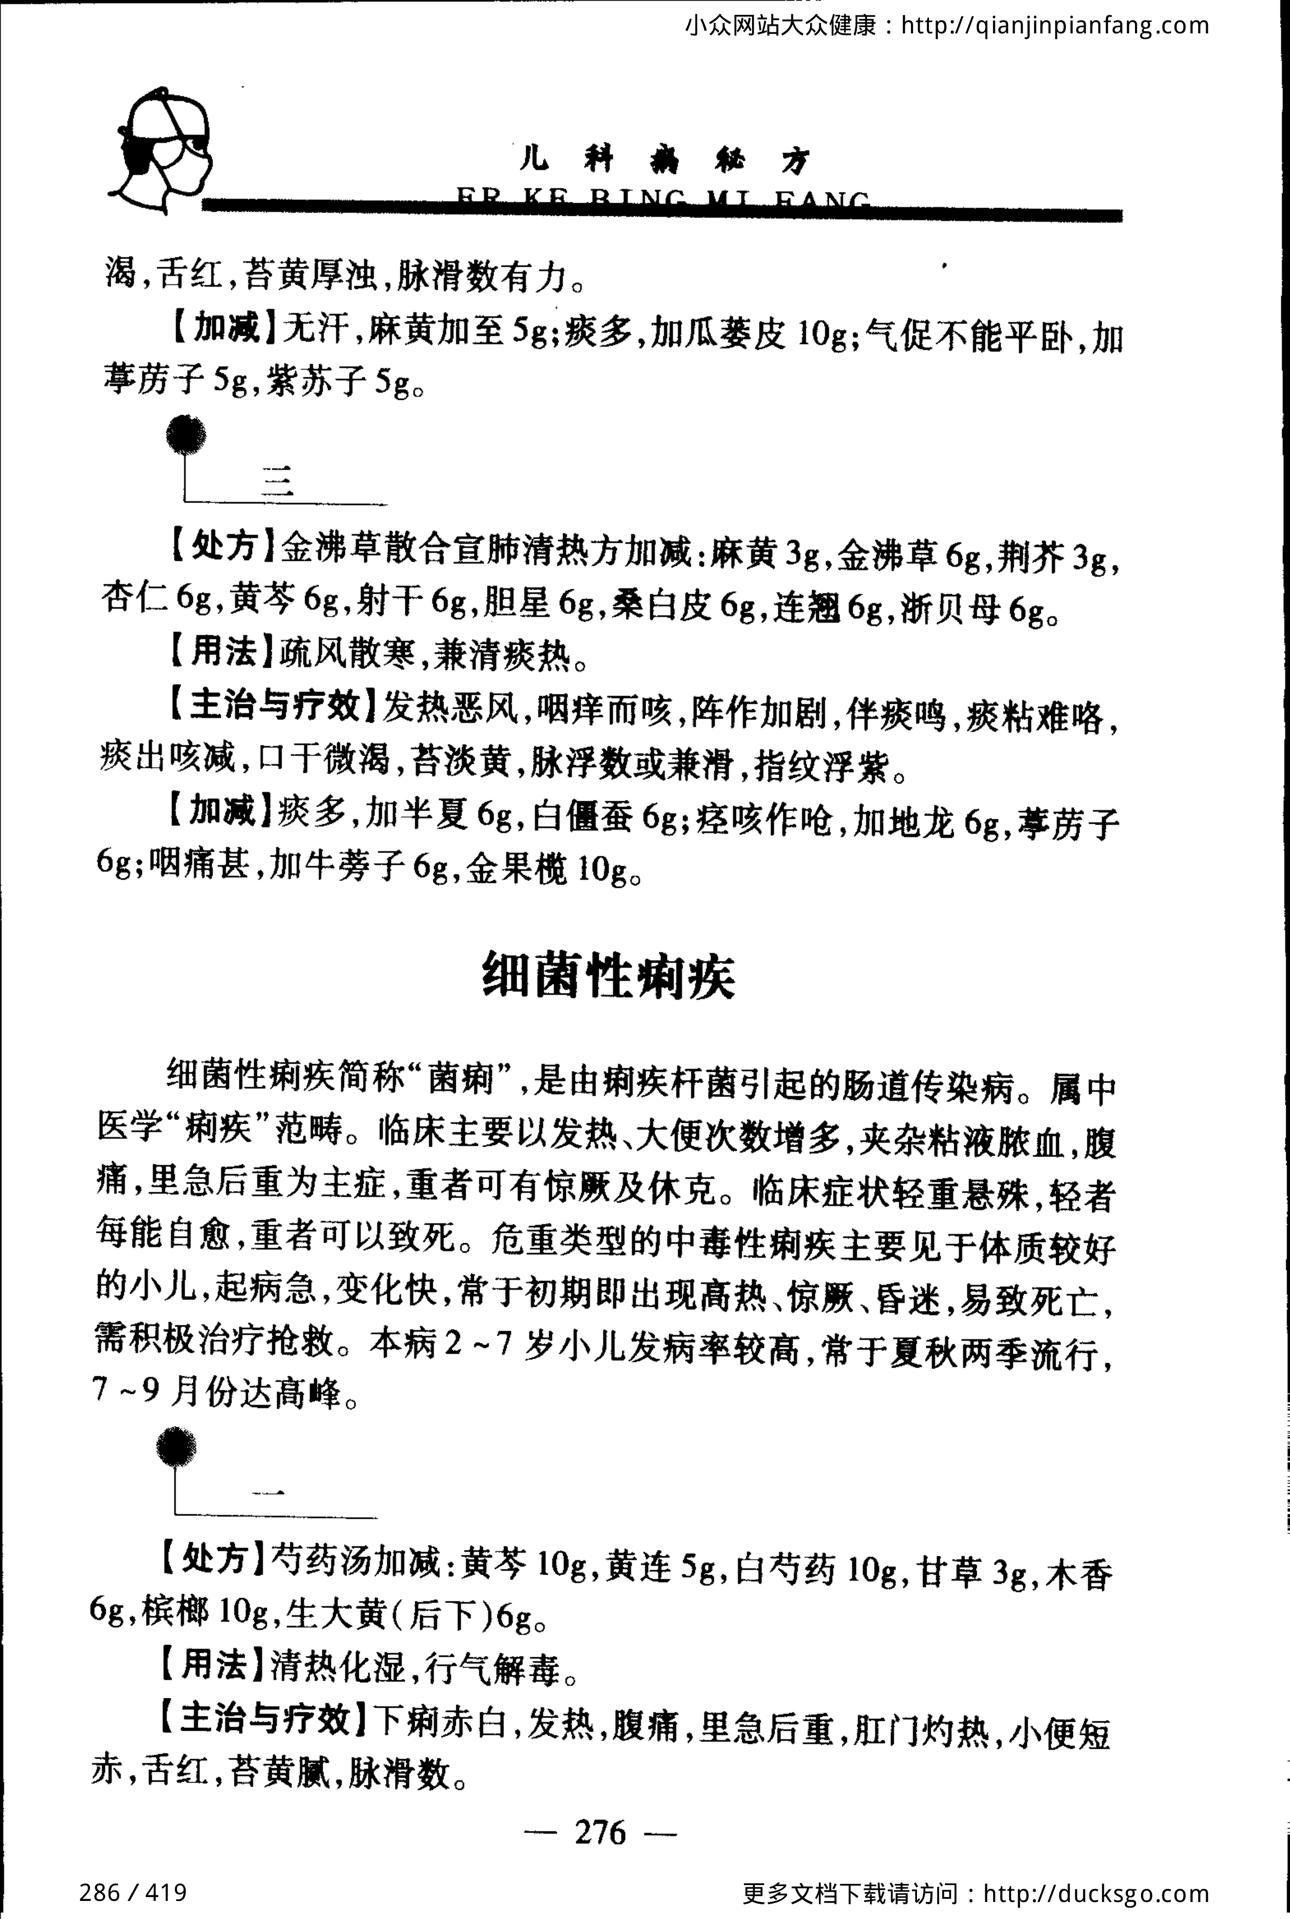 小众网站大众健康：http://qianjinpianfang.com
儿科病秘方
ER KE BING MI FANG
渴，舌红，苔黄厚浊，脉滑数有力。
【加减】无汗，麻黄加至 5g；痰多，加瓜蒌皮 10g；气促不能平卧，加
葶苈子 5g，紫苏子 5g。
三
【处方】金沸草散合宣肺清热方加减：麻黄 3g，金沸草 6g，荆芥 3g，
杏仁 6g，黄芩 6g，射干 6g，胆星 6g，桑白皮 6g，连翘 6g，浙贝母 6g。
【用法】疏风散寒，兼清痰热。
【主治与疗效】发热恶风，咽痒而咳，阵作加剧，伴痰鸣，痰粘难咯，
痰出咳减，口干微渴，苔淡黄，脉浮数或兼滑，指纹浮紫。
【加减】痰多，加半夏 6g，白僵蚕 6g；痉咳作呛，加地龙 6g，葶苈子
6g；咽痛甚，加牛蒡子 6g，金果榄 10g。
细菌性痢疾
细菌性痢疾简称“菌痢”，是由痢疾杆菌引起的肠道传染病。属中
医学“痢疾”范畴。临床主要以发热、大便次数增多，夹杂粘液脓血，腹
痛，里急后重为主症，重者可有惊厥及休克。临床症状轻重悬殊，轻者
每能自愈，重者可以致死。危重类型的中毒性痢疾主要见于体质较好
的小儿，起病急，变化快，常于初期即出现高热、惊厥、昏迷，易致死亡，
需积极治疗抢救。本病 2～7 岁小儿发病率较高，常于夏秋两季流行，
7～9 月份达高峰。
一
【处方】芍药汤加减：黄芩 10g，黄连 5g，白芍药 10g，甘草 3g，木香
6g，槟榔 10g，生大黄（后下）6g。
【用法】清热化湿，行气解毒。
【主治与疗效】下痢赤白，发热，腹痛，里急后重，肛门灼热，小便短
赤，舌红，苔黄腻，脉滑数。
— 276 —
286 / 419
更多文档下载请访问：http://ducksgo.com